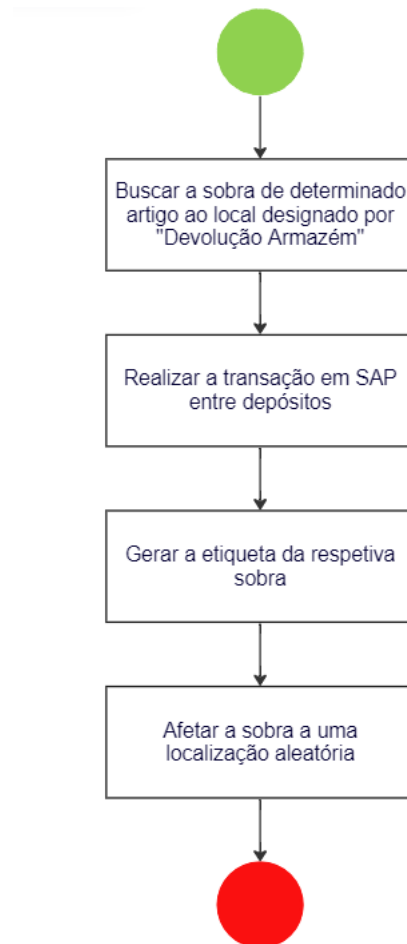 Buscar a sobra de determinado
artigo ao local designado por
"Devolução Armazém"
Realizar a transação em SAP
entre depósitos
Gerar a etiqueta da respetiva
sobra
Afetar a sobra a uma
localização aleatória